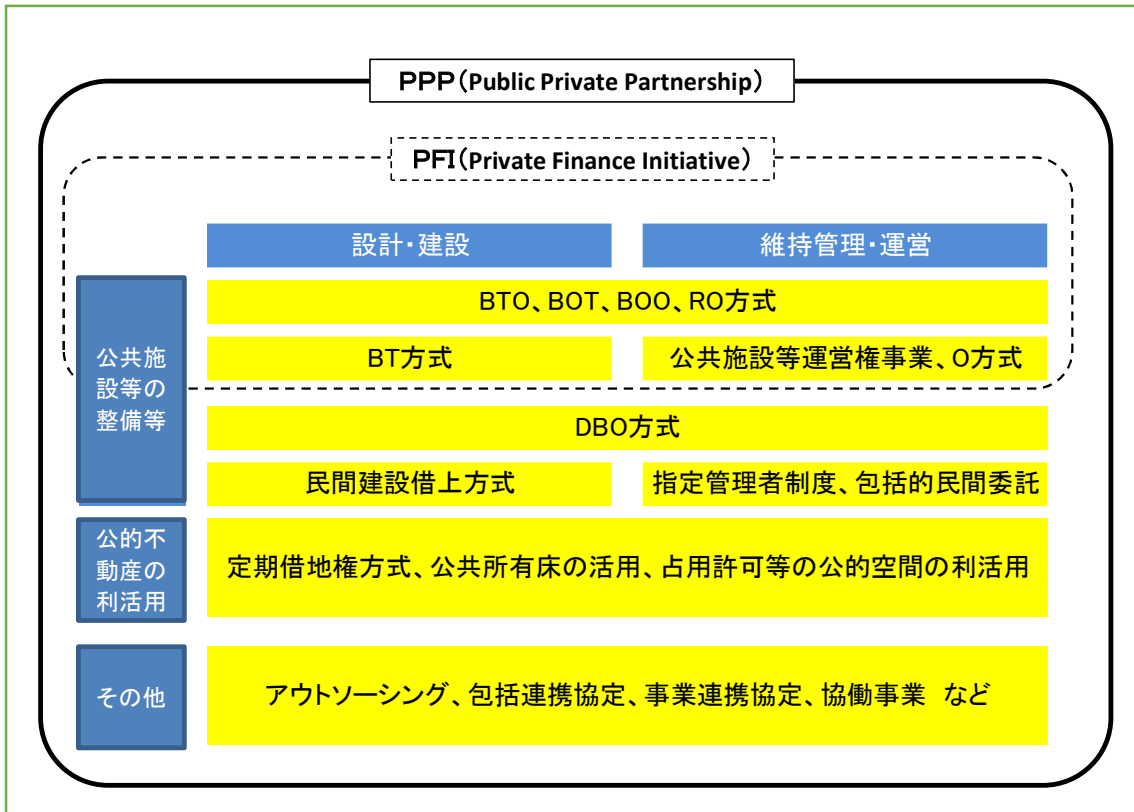 ＰＰＰ（Public Private Partnership）
ＰＦＩ（Private Finance Initiative）
設計・建設
維持管理・運営
公共施
設等の
整備等
ＢＴＯ、ＢＯＴ、ＢＯＯ、ＲＯ方式
ＢＴ方式
公共施設等運営権事業、Ｏ方式
ＤＢＯ方式
民間建設借上方式
指定管理者制度、包括的民間委託
公的不
動産の
利活用
定期借地権方式、公共所有床の活用、占用許可等の公的空間の利活用
その他
アウトソーシング、包括連携協定、事業連携協定、協働事業　など